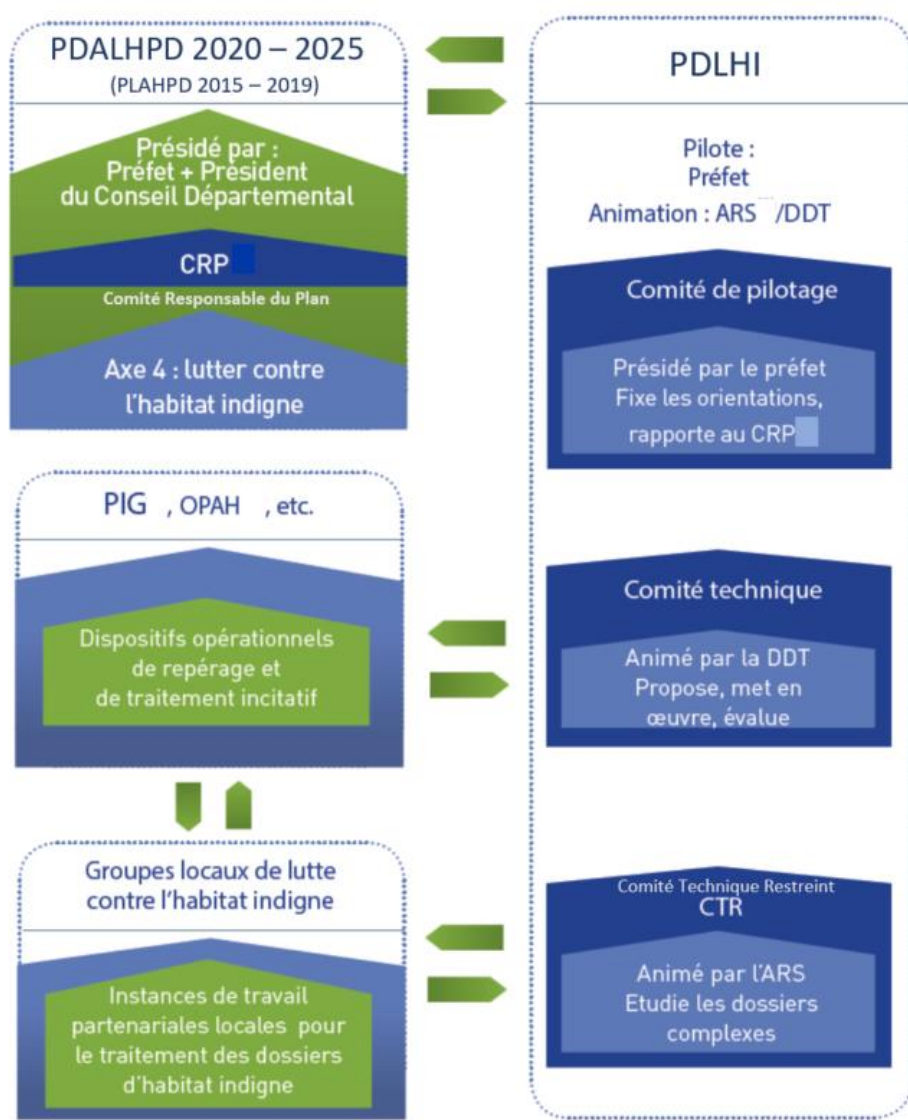 PDALHPD 2020 – 2025
(PLAHPD 2015 – 2019)
Présidé par :
Préfet + Président
du Conseil Départemental
CRP
Comité Responsable du Plan
Axe 4 : lutter contre
l'habitat indigne
PDLHI
Pilote :
Préfet
Animation : ARS /DDT
Comité de pilotage
Présidé par le préfet
Fixe les orientations,
rapporte au CRP
PIG , OPAH , etc.
Dispositifs opérationnels
de repérage et
de traitement incitatif
Comité technique
Animé par la DDT
Propose, met en
œuvre, évalue
Groupes locaux de lutte
contre l'habitat indigne
Instances de travail
partenariales locales pour
le traitement des dossiers
d'habitat indigne
Comité Technique Restreint
CTR
Animé par l'ARS
Etudie les dossiers
complexes